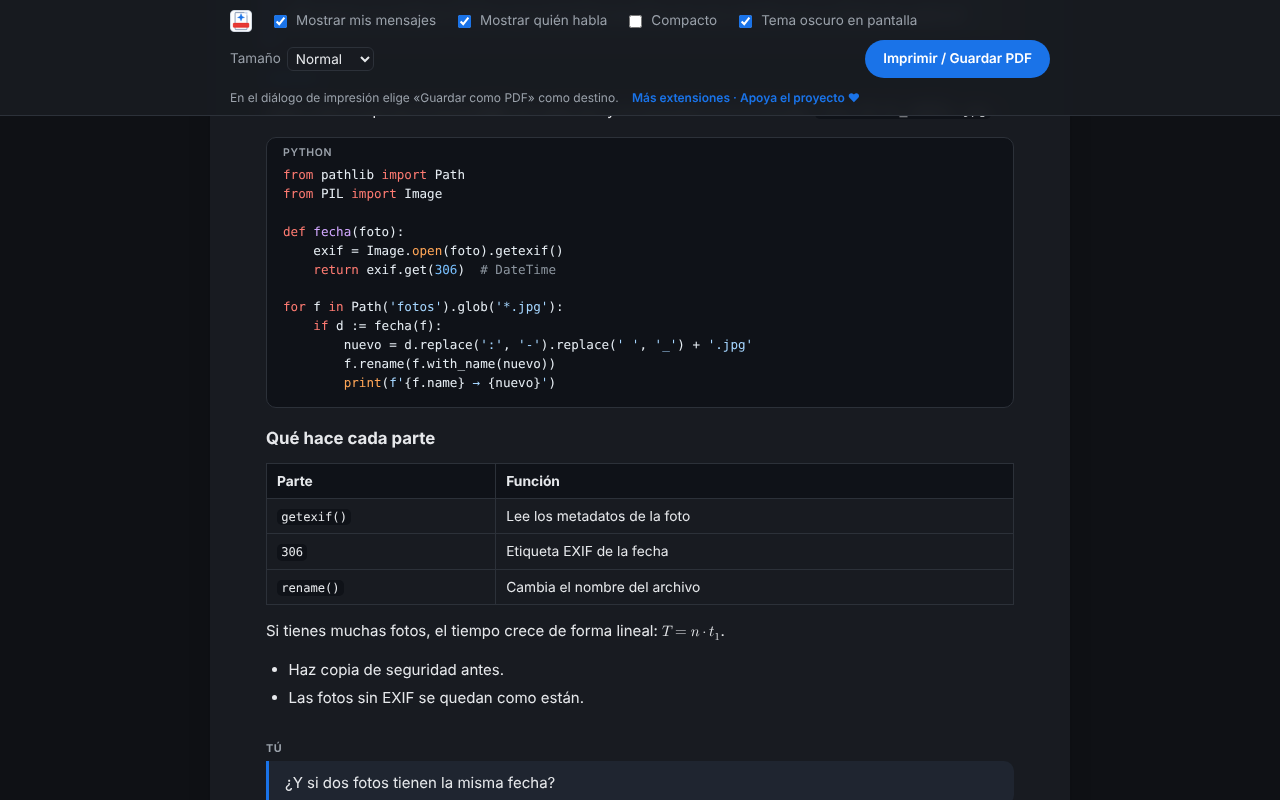 Mostrar mis mensajes
Mostrar quién habla
Compacto
Tema oscuro en pantalla
Tamaño
Normal
Imprimir / Guardar PDF
En el diálogo de impresión elige «Guardar como PDF» como destino.
Más extensiones · Apoya el proyecto ♥
PYTHON
from pathlib import Path
from PIL import Image
def fecha(foto):
    exif = Image.open(foto).getexif()
    return exif.get(306)  # DateTime
for f in Path('fotos').glob('*.jpg'):
    if d := fecha(f):
        nuevo = d.replace(':', '-').replace(' ', '_') + '.jpg'
        f.rename(f.with_name(nuevo))
        print(f'{f.name} → {nuevo}')
Qué hace cada parte
Parte Función
getexif() Lee los metadatos de la foto
306 Etiqueta EXIF de la fecha
rename() Cambia el nombre del archivo
Si tienes muchas fotos, el tiempo crece de forma lineal: T = n · t₁.
• Haz copia de seguridad antes.
• Las fotos sin EXIF se quedan como están.
TÚ
¿Y si dos fotos tienen la misma fecha?